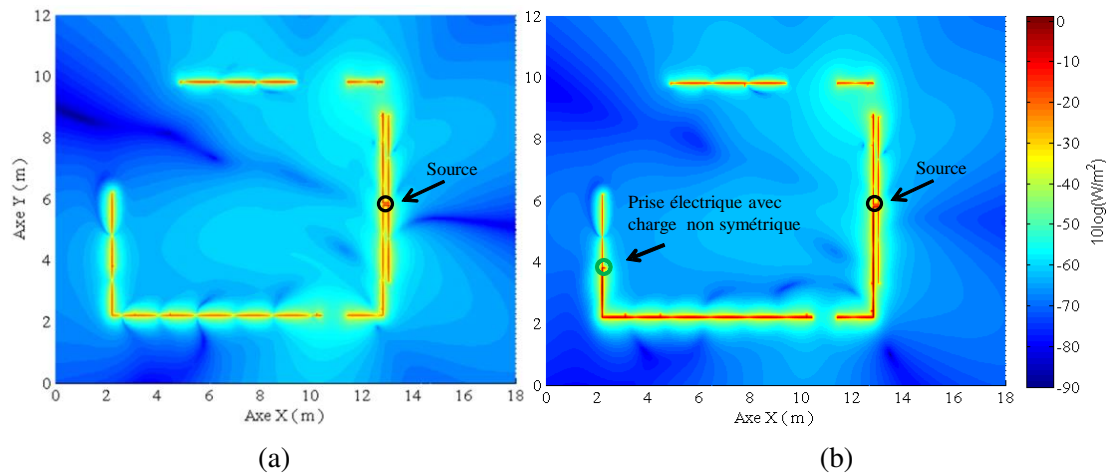 12
10
8
6
4
2
0
Axe Y ( m )
0 2 4 6 8 10 12 14 16 18
Axe X ( m )
Source
(a)
12
10
8
6
4
2
0
0 2 4 6 8 10 12 14 16 18
Axe X ( m )
Prise électrique avec
charge non symétrique
Source
(b)
0
-10
-20
-30
-40
-50
-60
-70
-80
-90
10log(W/m²)